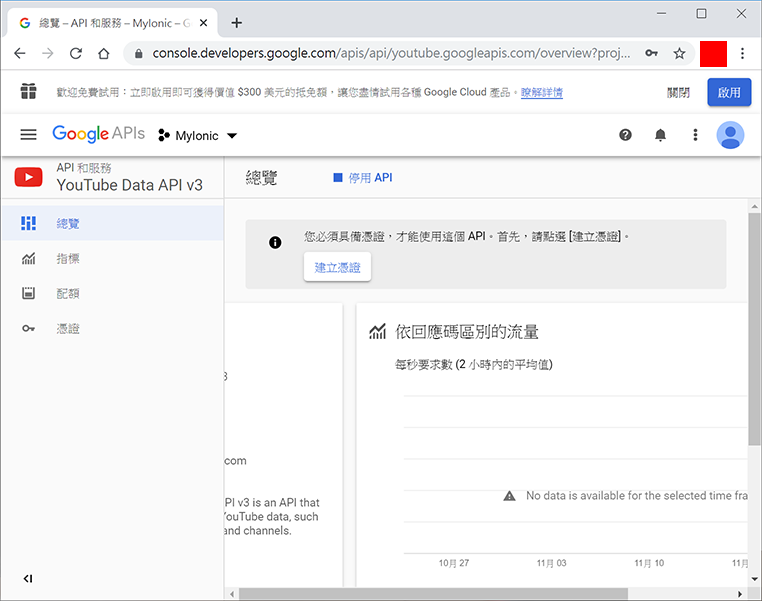 總覽 – API 和服務 – MyIonic – G
console.developers.google.com/apis/api/youtube.googleapis.com/overview?proj...
歡迎免費試用：立即啟用即可獲得價值 $300 美元的抵免額，讓您盡情試用各種 Google Cloud 產品。瞭解詳情
關閉
啟用
Google APIs
MyIonic
API 和服務
YouTube Data API v3
總覽
停用 API
總覽
指標
配額
憑證
您必須具備憑證，才能使用這個 API。首先，請點選 [建立憑證]。
建立憑證
3
com
PI v3 is an API that
YouTube data, such
and channels.
依回應碼區別的流量
每秒要求數 (2 小時內的平均值)
No data is available for the selected time fra
10月 27
11月 03
11月 10
11月